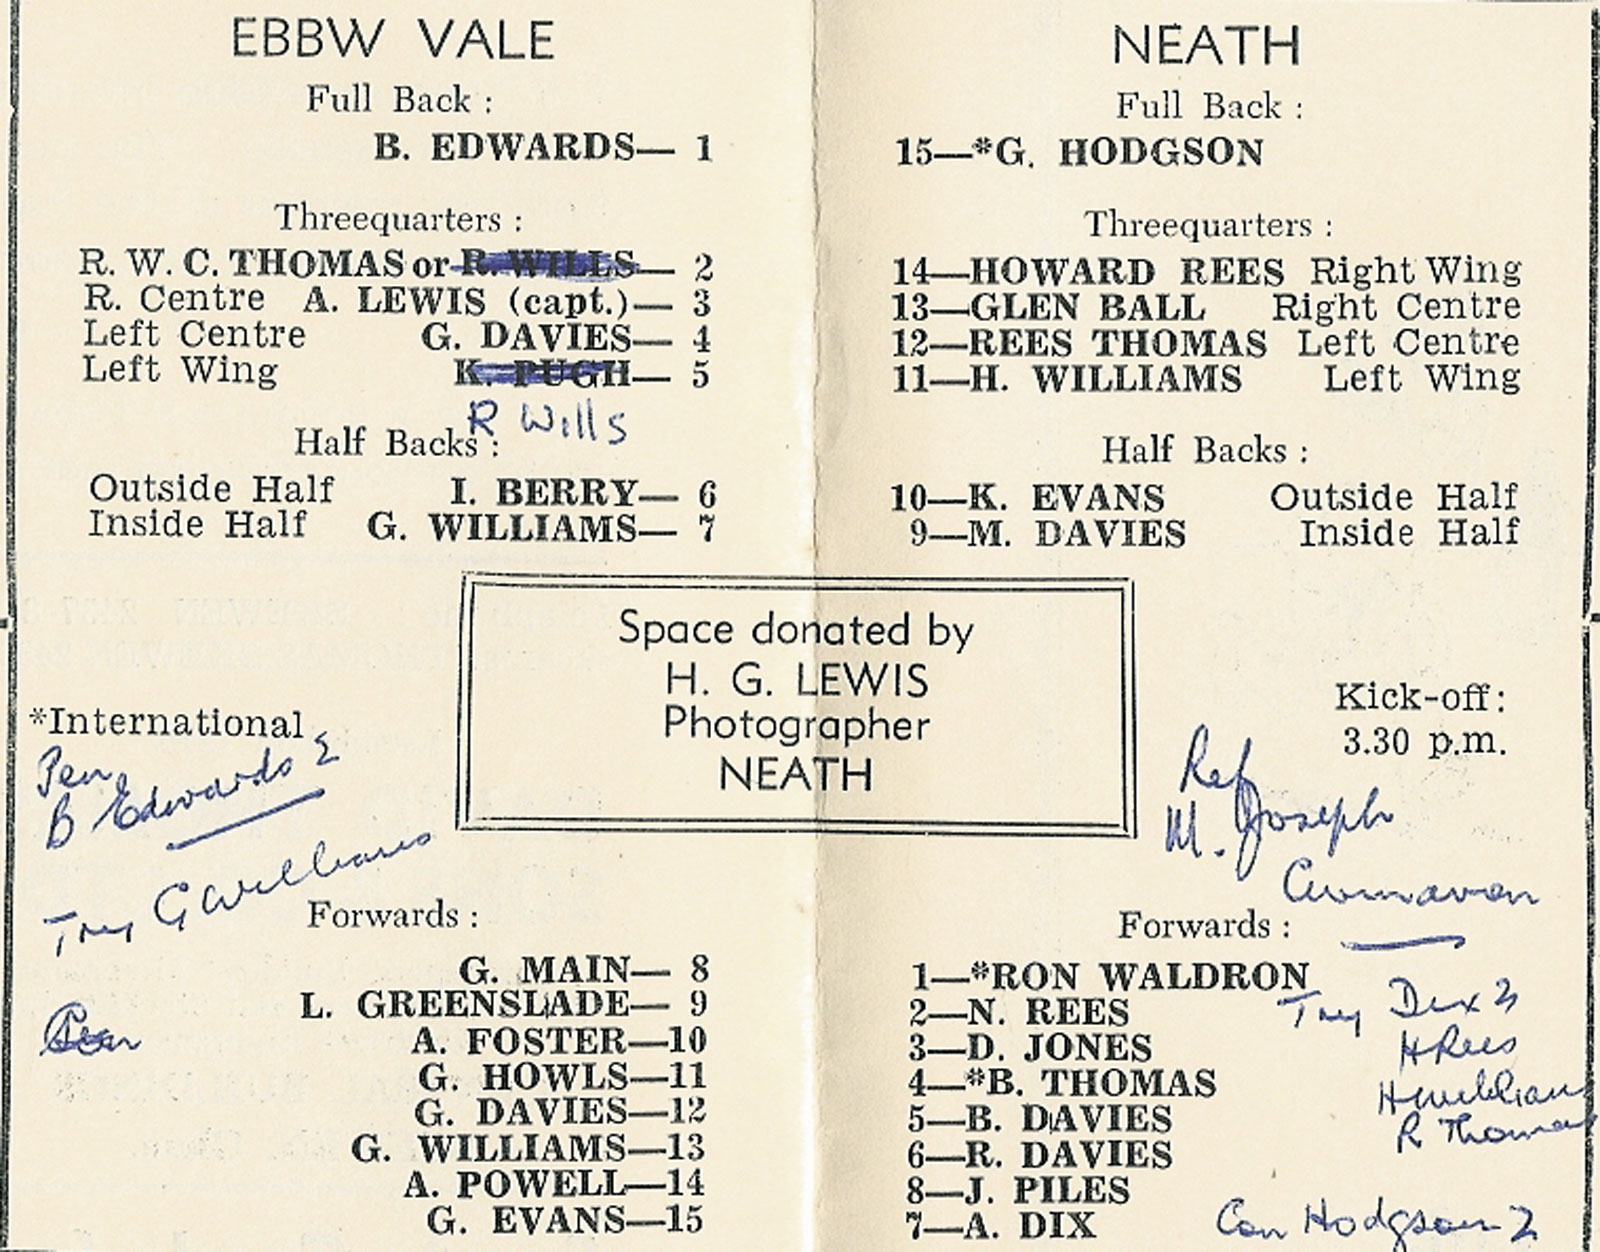 EBBW VALE
Full Back :
B. EDWARDS— 1
Threequarters :
R. W. C. THOMAS or R. WILLS— 2
R. Centre A. LEWIS (capt.)— 3
Left Centre G. DAVIES— 4
Left Wing K. PUGH— 5
R Wills
Half Backs :
Outside Half I. BERRY— 6
Inside Half G. WILLIAMS— 7
*International
Pen
B Edwards 2
Try G Williams
Forwards :
G. MAIN— 8
L. GREENSLADE— 9
A. FOSTER—10
G. HOWLS—11
G. DAVIES—12
G. WILLIAMS—13
A. POWELL—14
G. EVANS—15
Space donated by
H. G. LEWIS
Photographer
NEATH
NEATH
Full Back :
15—*G. HODGSON
Threequarters :
14—HOWARD REES Right Wing
13—GLEN BALL Right Centre
12—REES THOMAS Left Centre
11—H. WILLIAMS Left Wing
Half Backs :
10—K. EVANS Outside Half
9—M. DAVIES Inside Half
Kick-off:
3.30 p.m.
Ref
M. Joseph
Cwmavon
Forwards :
1—*RON WALDRON
2—N. REES
3—D. JONES
4—*B. THOMAS
5—B. DAVIES
6—R. DAVIES
8—J. PILES
7—A. DIX
Try Dix 2
H Rees
H Williams
R Thomas
Con Hodgson 2